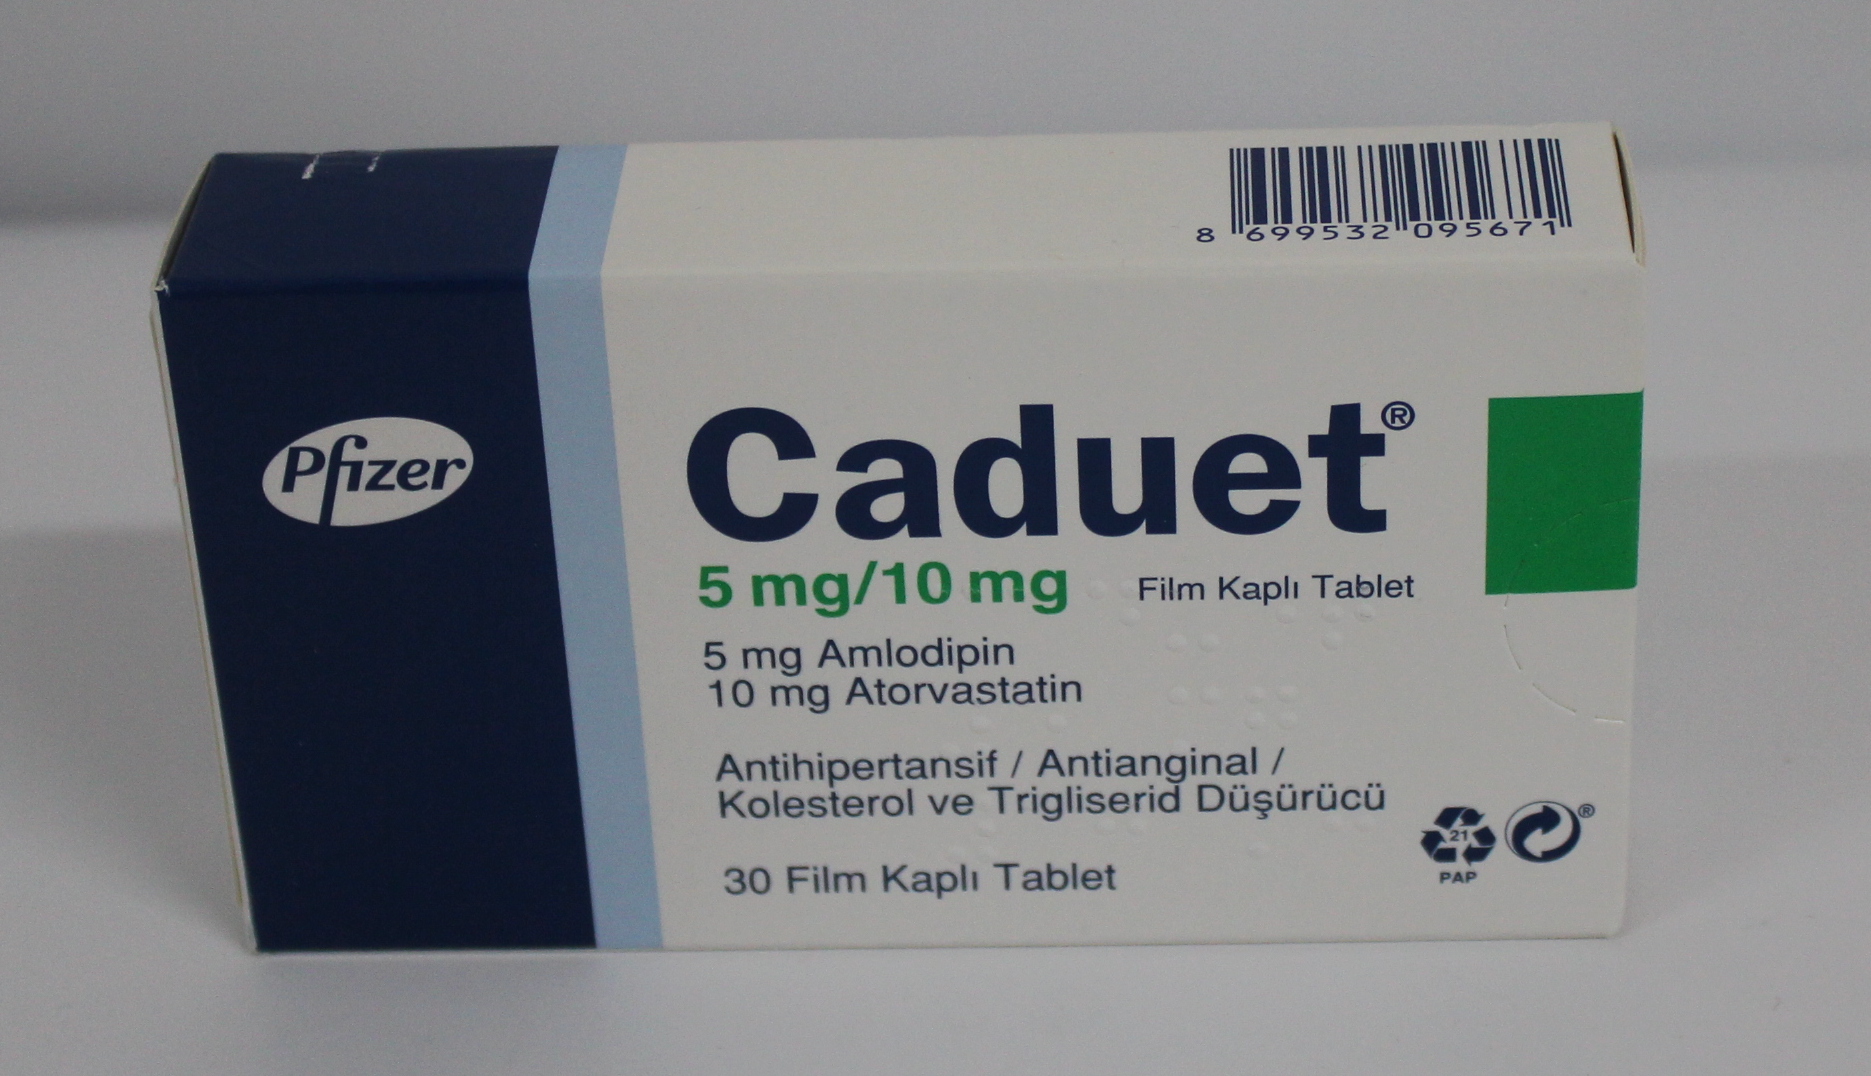 8 699532 095671
Pfizer
Caduet®
5 mg/10 mg Film Kaplı Tablet
5 mg Amlodipin
10 mg Atorvastatin
Antihipertansif / Antianginal /
Kolesterol ve Trigliserid Düşürücü
30 Film Kaplı Tablet
21
PAP
®